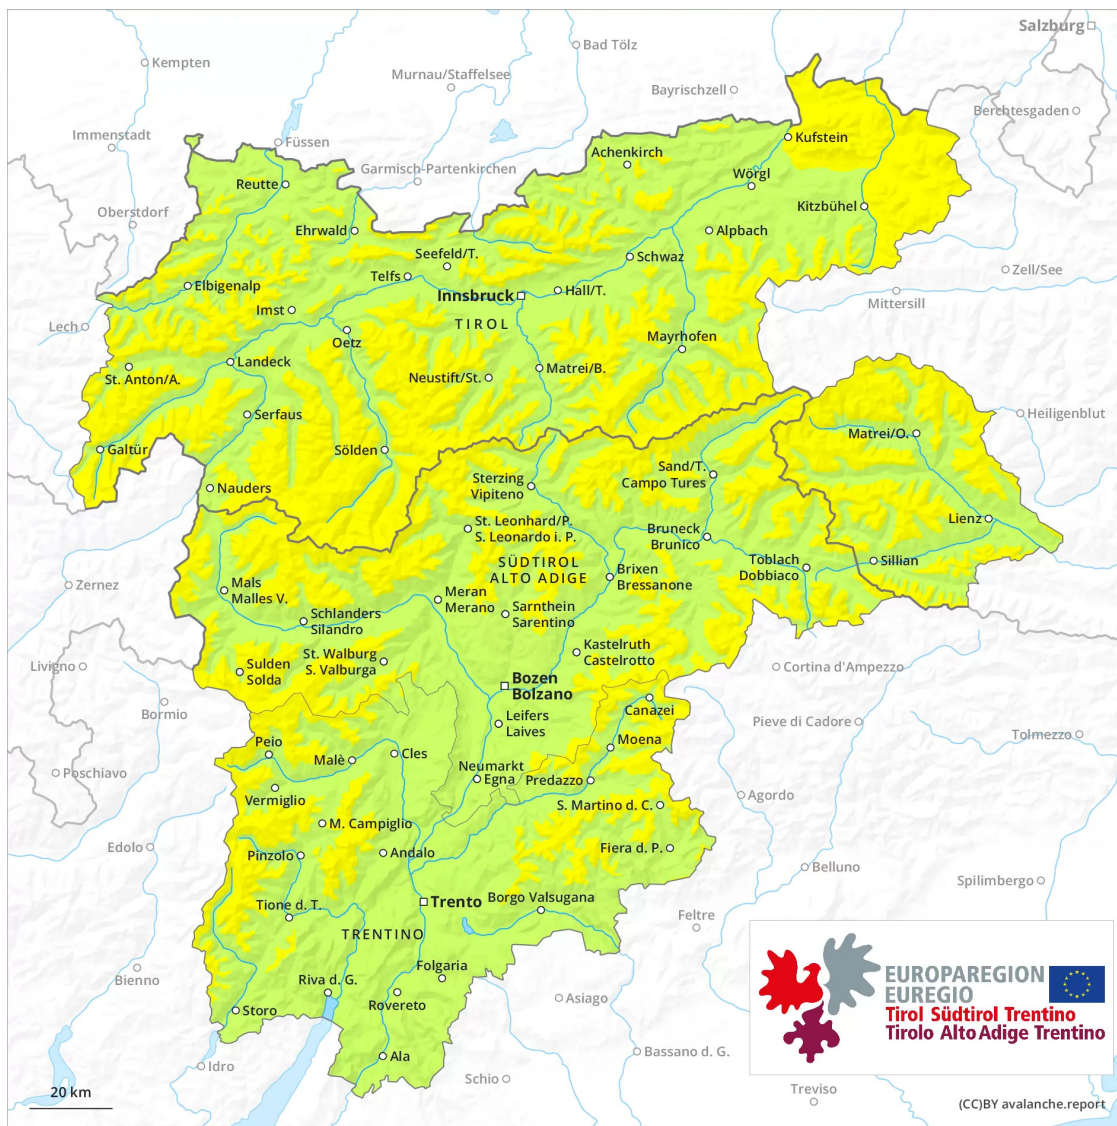 Salzburg
Kempten
Bad Tölz
Murnau/Staffelsee
Bayrischzell
Berchtesgaden
Immenstadt
Füssen
Kufstein
Achenkirch
Garmisch-Partenkirchen
Wörgl
Reutte
Kitzbühel
Oberstdorf
Ehrwald
Alpbach
Seefeld/T.
Schwaz
Telfs
Zell/See
Elbigenalp
Hall/T.
Innsbruck
Mittersill
Imst
TIROL
Lech
Oetz
Mayrhofen
Landeck
St. Anton/A.
Matrei/B.
Neustift/St.
Serfaus
Heiligenblut
Matrei/O.
Galtür
Sölden
Sand/T.
Campo Tures
Sterzing
Vipiteno
Nauders
Lienz
St. Leonhard/P.
S. Leonardo i. P.
Bruneck
Brunico
SÜDTIROL
ALTO ADIGE
Toblach
Dobbiaco
Sillian
Brixen
Bressanone
Zernez
Mals
Malles V.
Meran
Merano
Sarnthein
Sarentino
Schlanders
Silandro
Kastelruth
Castelrotto
St. Walburg
S. Valburga
Livigno
Sulden
Solda
Cortina d'Ampezzo
Bozen
Bolzano
Bormio
Canazei
Leifers
Laives
Pieve di Cadore
Tolmezzo
Peio
Moena
Cles
Malè
Poschiavo
Neumarkt
Egna
Predazzo
Vermiglio
Agordo
S. Martino d. C.
M. Campiglio
Edolo
Pinzolo
Andalo
Fiera d. P.
Belluno
Spilimbergo
Trento
Borgo Valsugana
Tione d. T.
Feltre
TRENTINO
Bienno
Folgaria
Riva d. G.
Rovereto
Asiago
Storo
EUROPAREGION
EUREGIO
Tirol Südtirol Trentino
Tirolo Alto Adige Trentino
Ala
Bassano d. G.
Idro
Schio
Treviso
20 km
(CC)BY avalanche.report